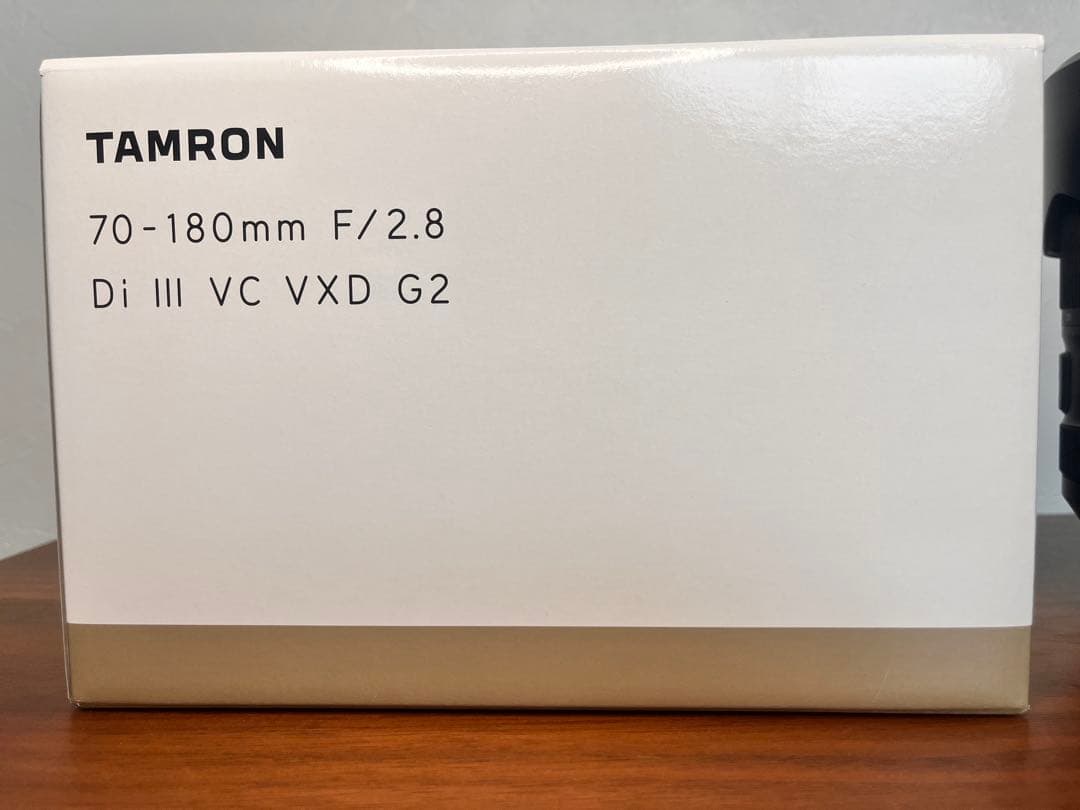 TAMRON
70-180mm F/2.8
Di III VC VXD G2